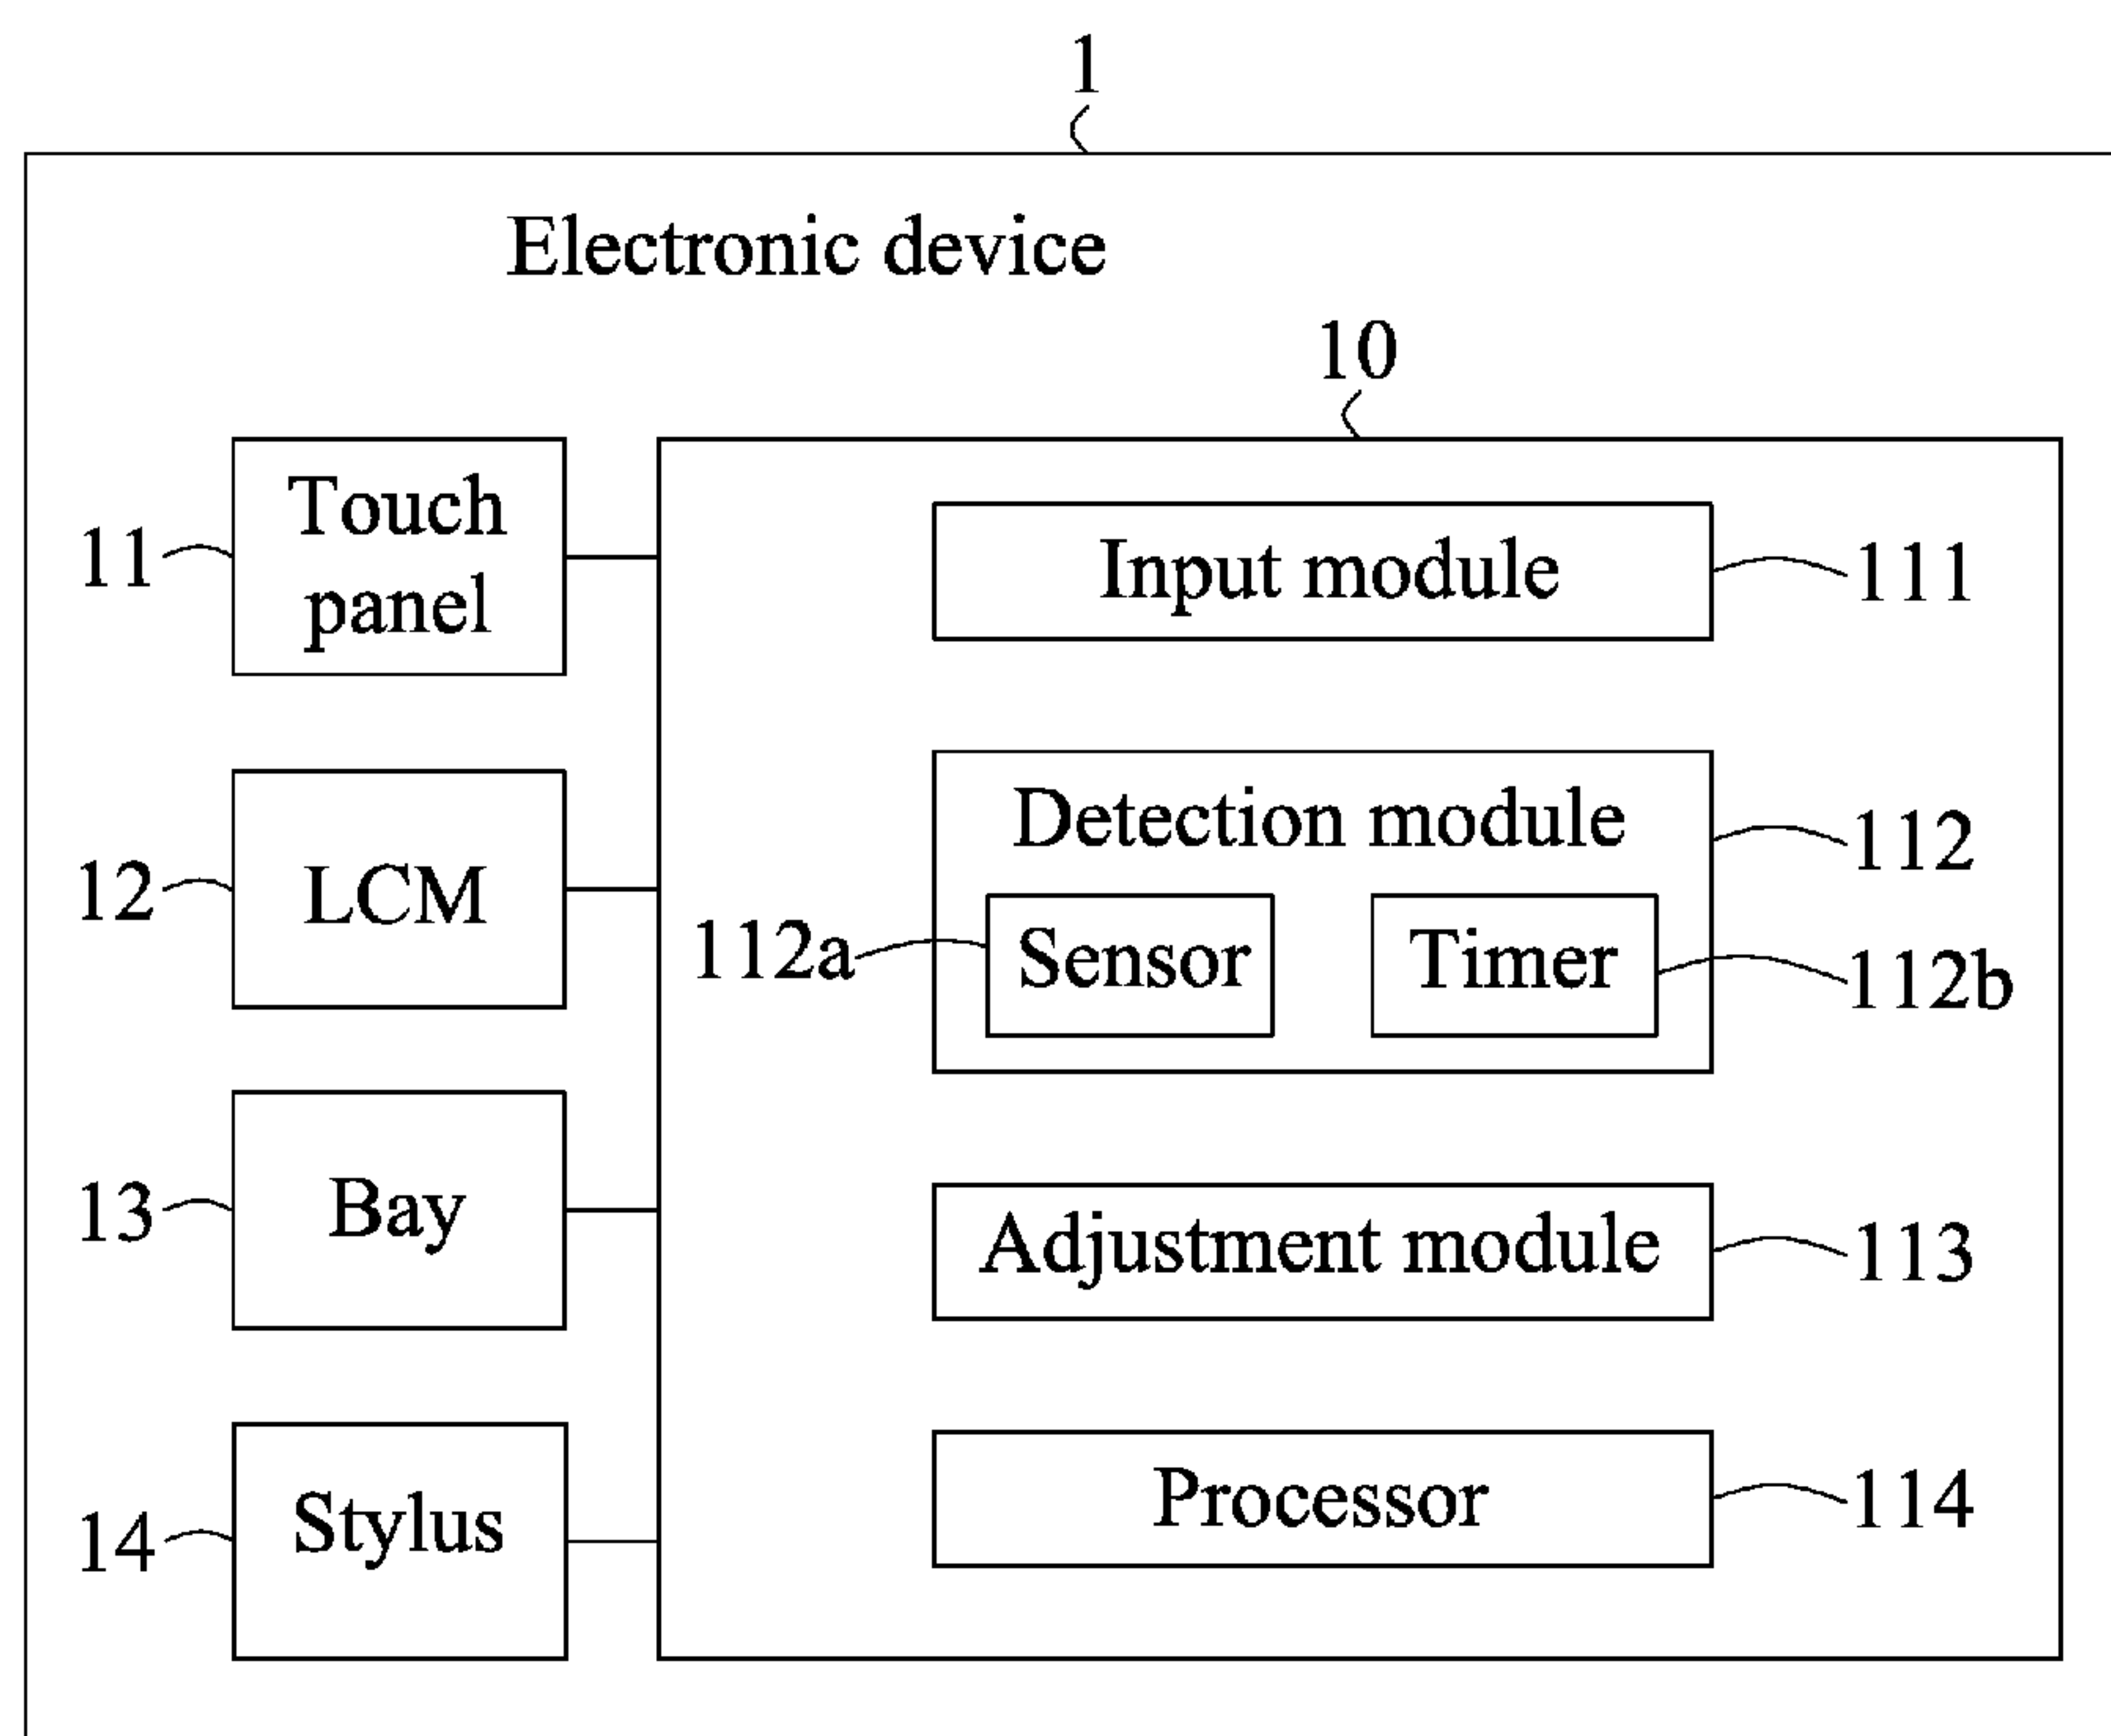 1
Electronic device
10
Touch
panel
11
Input module
111
Detection module
112
LCM
12
112a
Sensor
Timer
112b
Bay
13
Adjustment module
113
Stylus
14
Processor
114